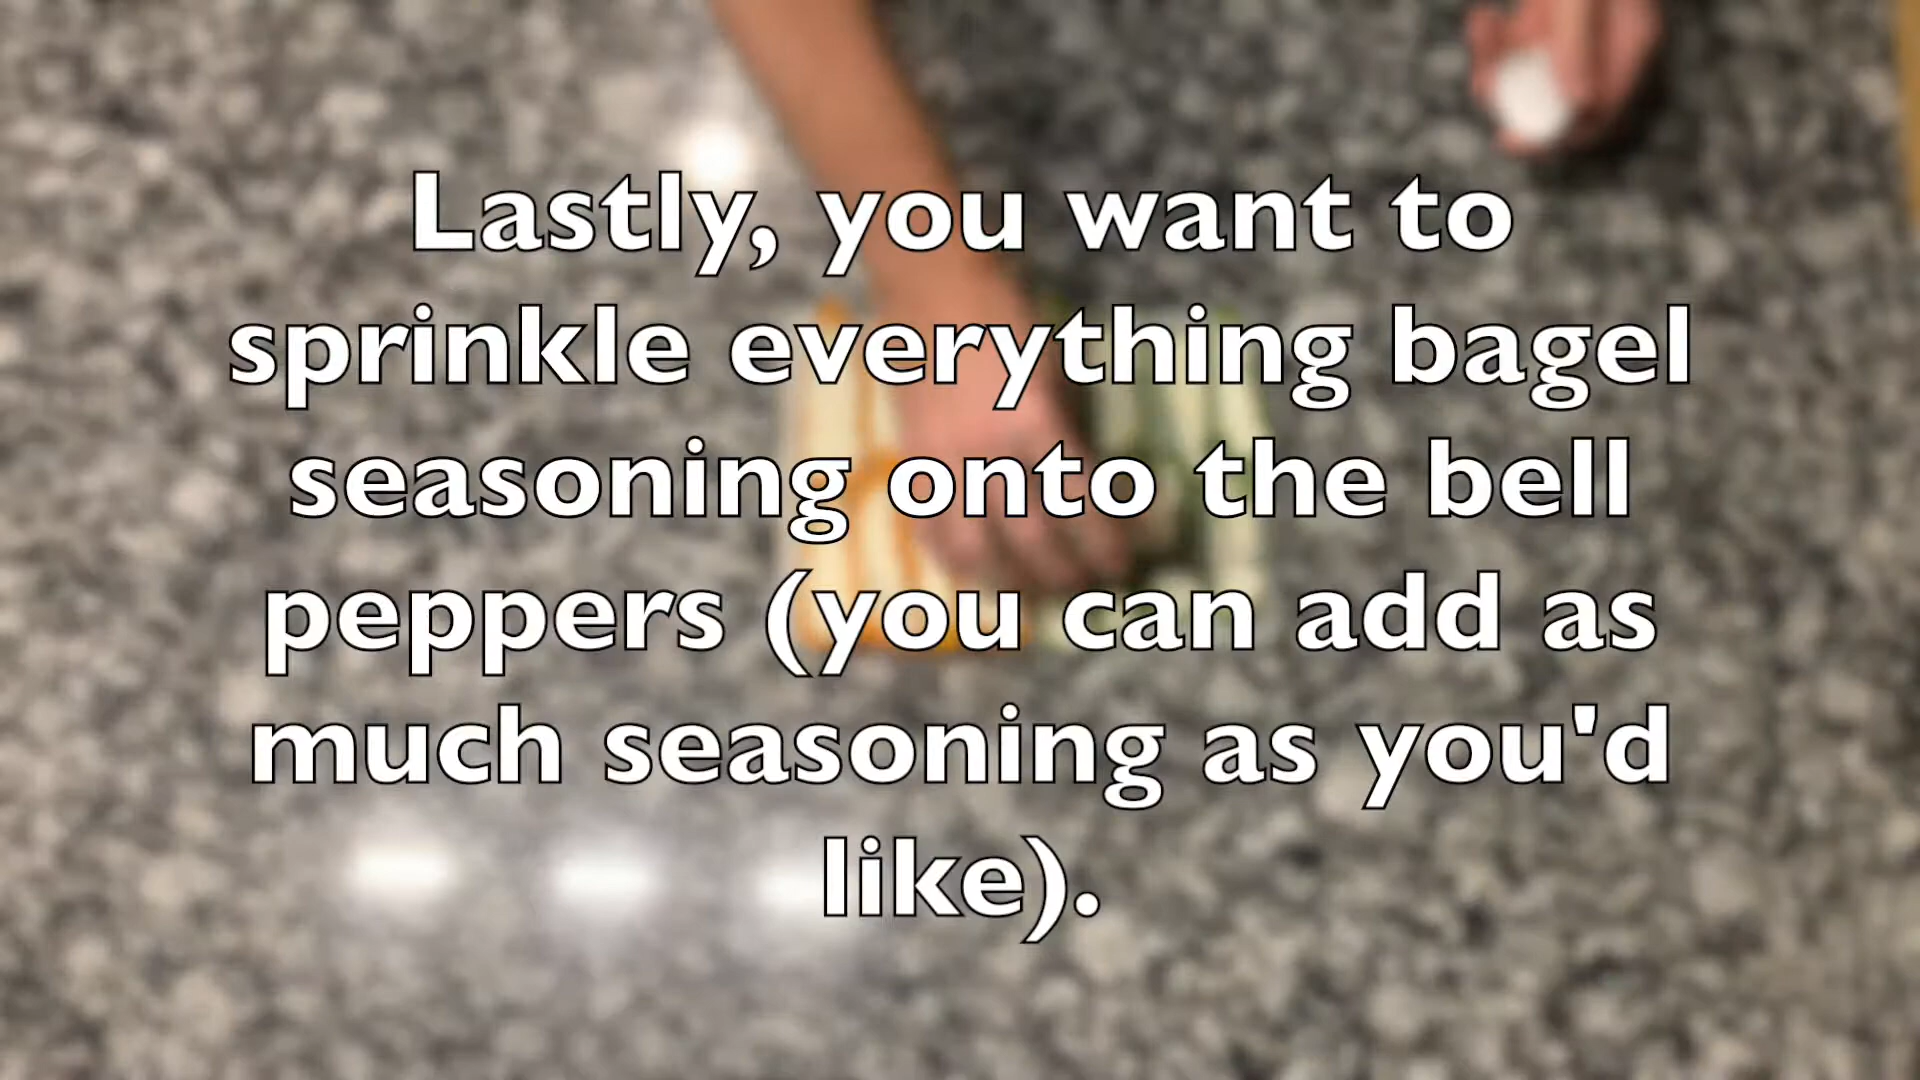 Lastly, you want to
sprinkle everything bagel
seasoning onto the bell
peppers (you can add as
much seasoning as you'd
like).